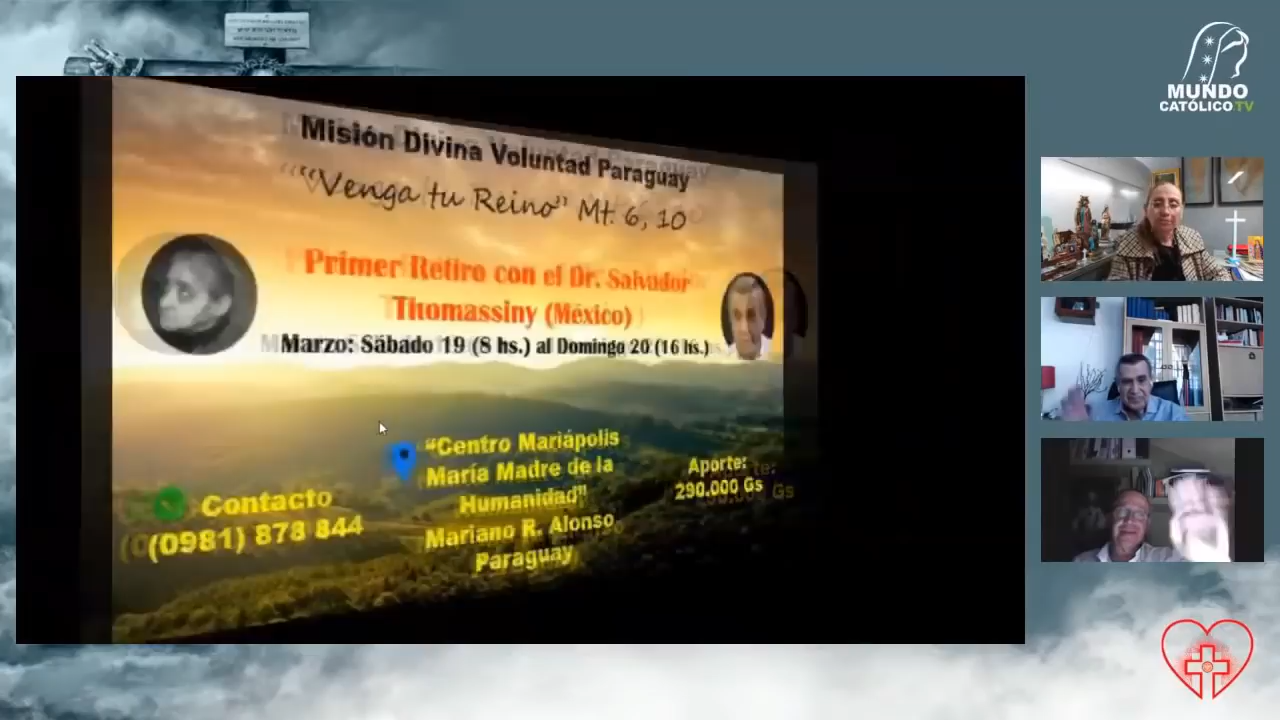 Misión Divina Voluntad Paraguay
““Venga tu Reino” Mt. 6, 10
Primer Retiro con el Dr. Salvador
Thomassiny (México)
Marzo: Sábado 19 (8 hs.) al Domingo 20 (16 hs.)
“Centro Mariápolis
María Madre de la
Humanidad”
Mariano R. Alonso
Paraguay
Contacto
(0981) 878 844
Aporte:
290.000 Gs
MUNDO
CATÓLICO TV